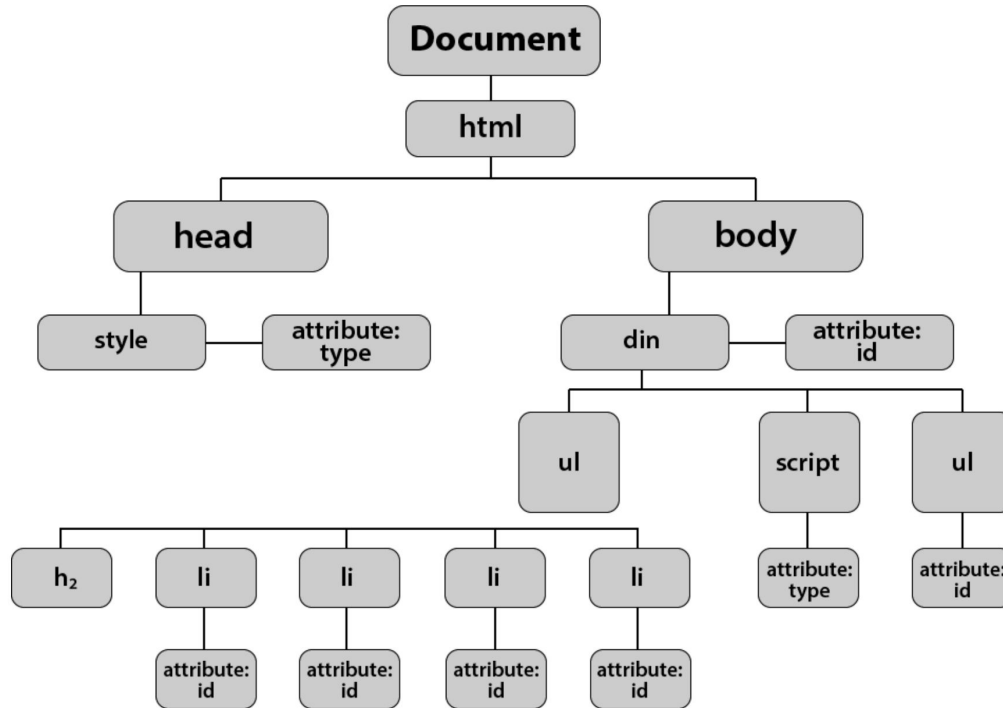 Document
html
head
body
style
attribute:
type
din
attribute:
id
ul
script
ul
h₂
li
li
li
li
attribute:
type
attribute:
id
attribute:
id
attribute:
id
attribute:
id
attribute:
id